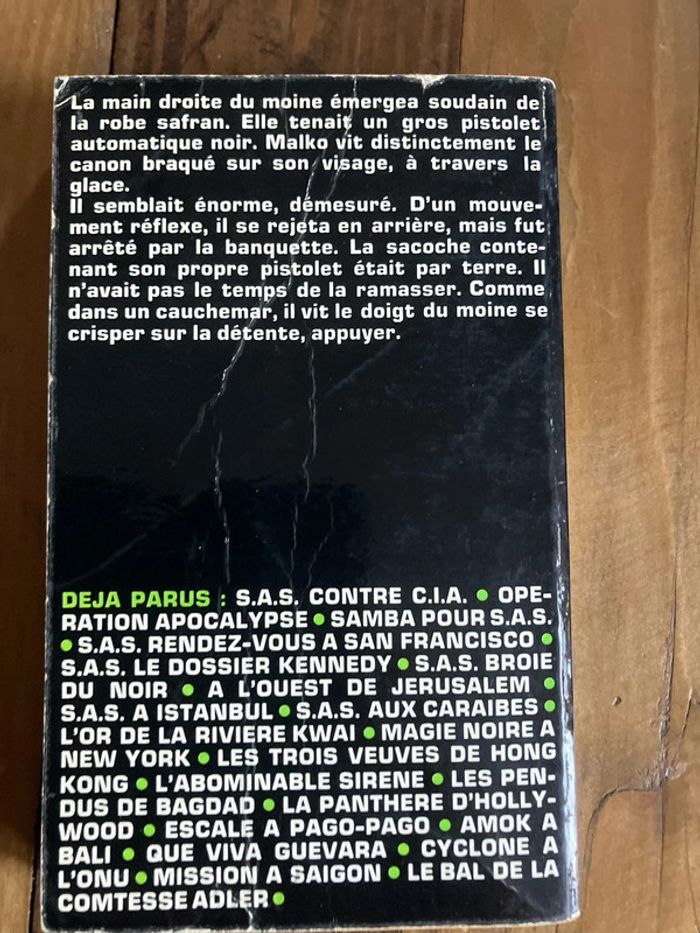 La main droite du moine émergea soudain de
la robe safran. Elle tenait un gros pistolet
automatique noir. Malko vit distinctement le
canon braqué sur son visage, à travers la
glace.
Il semblait énorme, démesuré. D'un mouve-
ment réflexe, il se rejeta en arrière, mais fut
arrêté par la banquette. La sacoche conte-
nant son propre pistolet était par terre. Il
n'avait pas le temps de la ramasser. Comme
dans un cauchemar, il vit le doigt du moine se
crisper sur la détente, appuyer.
DEJA PARUS : S.A.S. CONTRE C.I.A. • OPE-
RATION APOCALYPSE • SAMBA POUR S.A.S.
• S.A.S. RENDEZ-VOUS A SAN FRANCISCO •
S.A.S. LE DOSSIER KENNEDY • S.A.S. BROIE
DU NOIR • A L'OUEST DE JERUSALEM •
S.A.S. A ISTANBUL • S.A.S. AUX CARAIBES •
L'OR DE LA RIVIERE KWAI • MAGIE NOIRE A
NEW YORK • LES TROIS VEUVES DE HONG
KONG • L'ABOMINABLE SIRENE • LES PEN-
DUS DE BAGDAD • LA PANTHERE D'HOLLY-
WOOD • ESCALE A PAGO-PAGO • AMOK A
BALI • QUE VIVA GUEVARA • CYCLONE A
L'ONU • MISSION A SAIGON • LE BAL DE LA
COMTESSE ADLER •